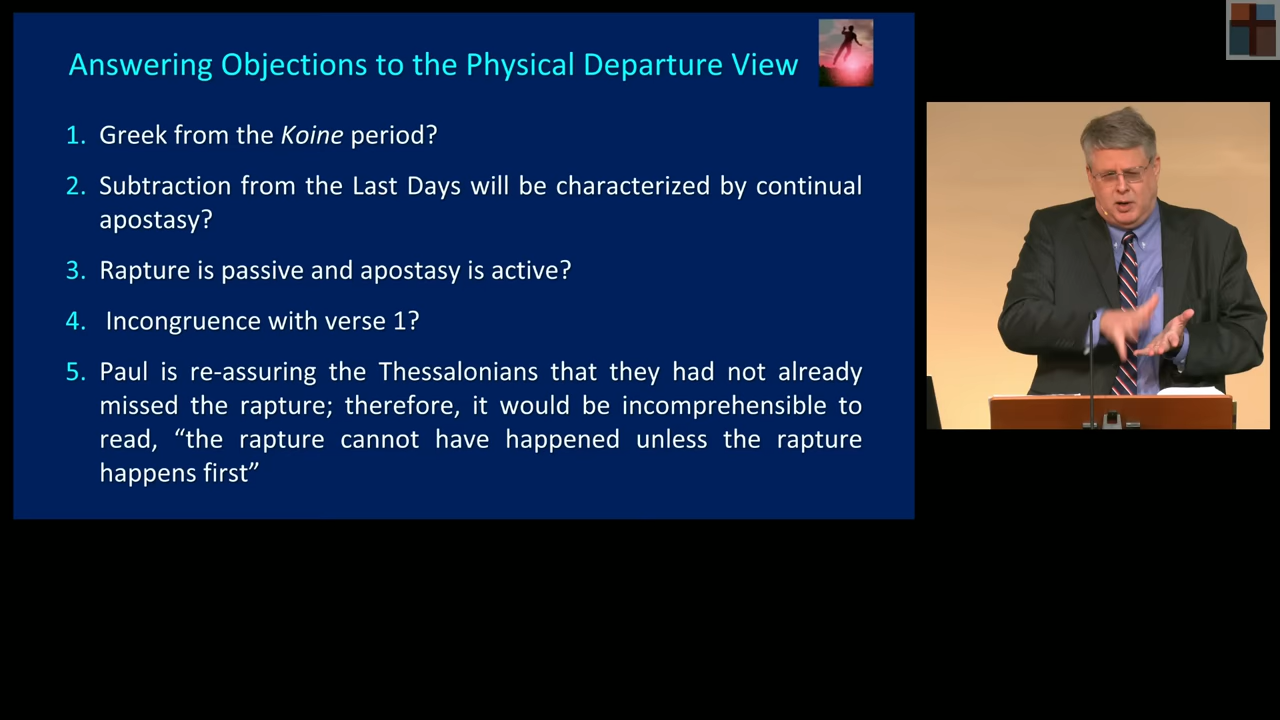 Answering Objections to the Physical Departure View
1. Greek from the Koine period?
2. Subtraction from the Last Days will be characterized by continual
apostasy?
3. Rapture is passive and apostasy is active?
4. Incongruence with verse 1?
5. Paul is re-assuring the Thessalonians that they had not already
missed the rapture; therefore, it would be incomprehensible to
read, “the rapture cannot have happened unless the rapture
happens first”